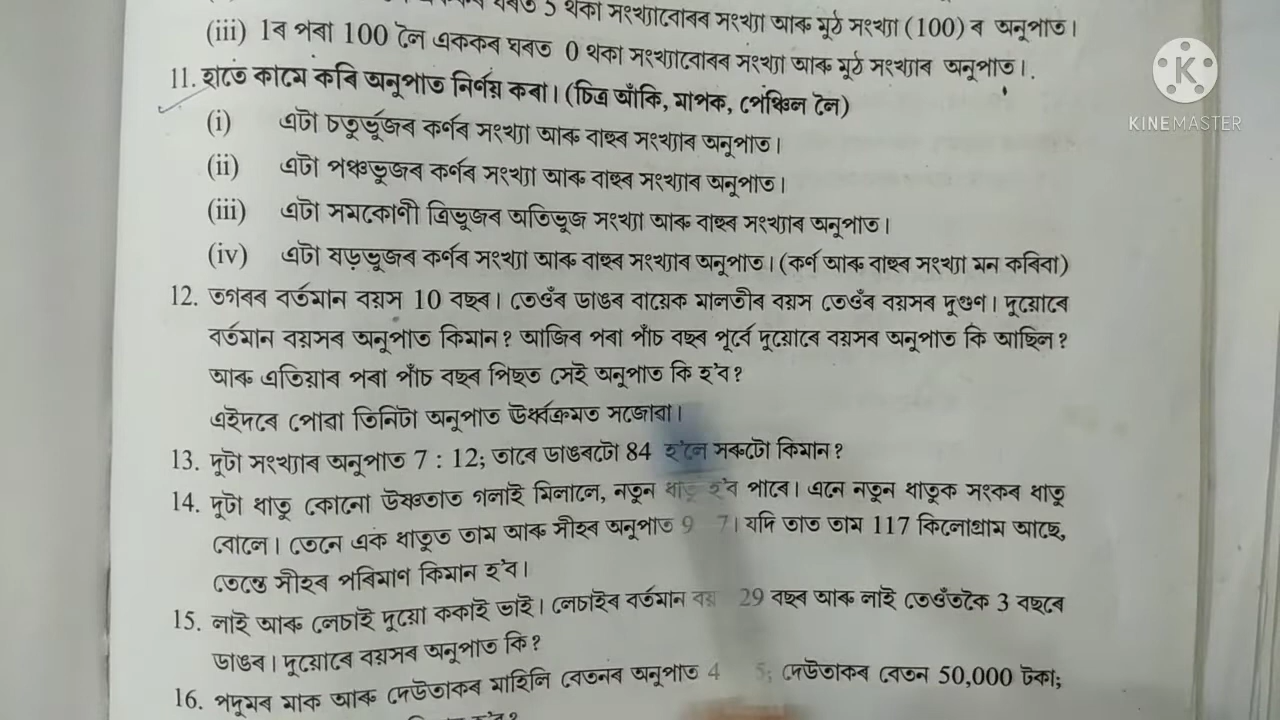 5 থকা সংখ্যাবোৰৰ সংখ্যা আৰু মুঠ সংখ্যা (100) ৰ অনুপাত।
(iii) 1ৰ পৰা 100 লৈ এককৰ ঘৰত 0 থকা সংখ্যাবোৰৰ সংখ্যা আৰু মুঠ সংখ্যাৰ অনুপাত।
KINEMASTER
11. হাতে কামে কৰি অনুপাত নিৰ্ণয় কৰা। (চিত্ৰ আঁকি, মাপক, পেঞ্চিল লৈ)
(i) এটা চতুৰ্ভূজৰ কৰ্ণৰ সংখ্যা আৰু বাহুৰ সংখ্যাৰ অনুপাত।
(ii) এটা পঞ্চভূজৰ কৰ্ণৰ সংখ্যা আৰু বাহুৰ সংখ্যাৰ অনুপাত।
(iii) এটা সমকোণী ত্ৰিভূজৰ অতিভূজ সংখ্যা আৰু বাহুৰ সংখ্যাৰ অনুপাত।
(iv) এটা ষড়ভূজৰ কৰ্ণৰ সংখ্যা আৰু বাহুৰ সংখ্যাৰ অনুপাত। (কৰ্ণ আৰু বাহুৰ সংখ্যা মন কৰিবা)
12. তগৰৰ বৰ্তমান বয়স 10 বছৰ। তেওঁৰ ডাঙৰ বায়েক মালতীৰ বয়স তেওঁৰ বয়সৰ দুগুণ। দুয়োৰে
বৰ্তমান বয়সৰ অনুপাত কিমান? আজিৰ পৰা পাঁচ বছৰ পূৰ্বে দুয়োৰে বয়সৰ অনুপাত কি আছিল?
আৰু এতিয়াৰ পৰা পাঁচ বছৰ পিছত সেই অনুপাত কি হ'ব?
এইদৰে পোৱা তিনিটা অনুপাত ঊৰ্ধ্বক্ৰমত সজোৱা।
13. দুটা সংখ্যাৰ অনুপাত 7 : 12; তাৰে ডাঙৰটো 84 হ'লে সৰুটো কিমান?
14. দুটা ধাতু কোনো উষ্ণতাত গলাই মিলালে, নতুন ধাতু হ'ব পাৰে। এনে নতুন ধাতুক সংকৰ ধাতু
বোলে। তেনে এক ধাতুত তাম আৰু সীহৰ অনুপাত 9 7। যদি তাত তাম 117 কিলোগ্ৰাম আছে,
তেন্তে সীহৰ পৰিমাণ কিমান হ'ব।
15. লাই আৰু লেচাই দুয়ো ককাই ভাই। লেচাইৰ বৰ্তমান 29 বছৰ আৰু লাই তেওঁতকৈ 3 বছৰে
ডাঙৰ। দুয়োৰে বয়সৰ অনুপাত কি?
16. পদুমৰ মাক আৰু দেউতাকৰ মাহিলি বেতনৰ অনুপাত 4 5; দেউতাকৰ বেতন 50,000 টকা;